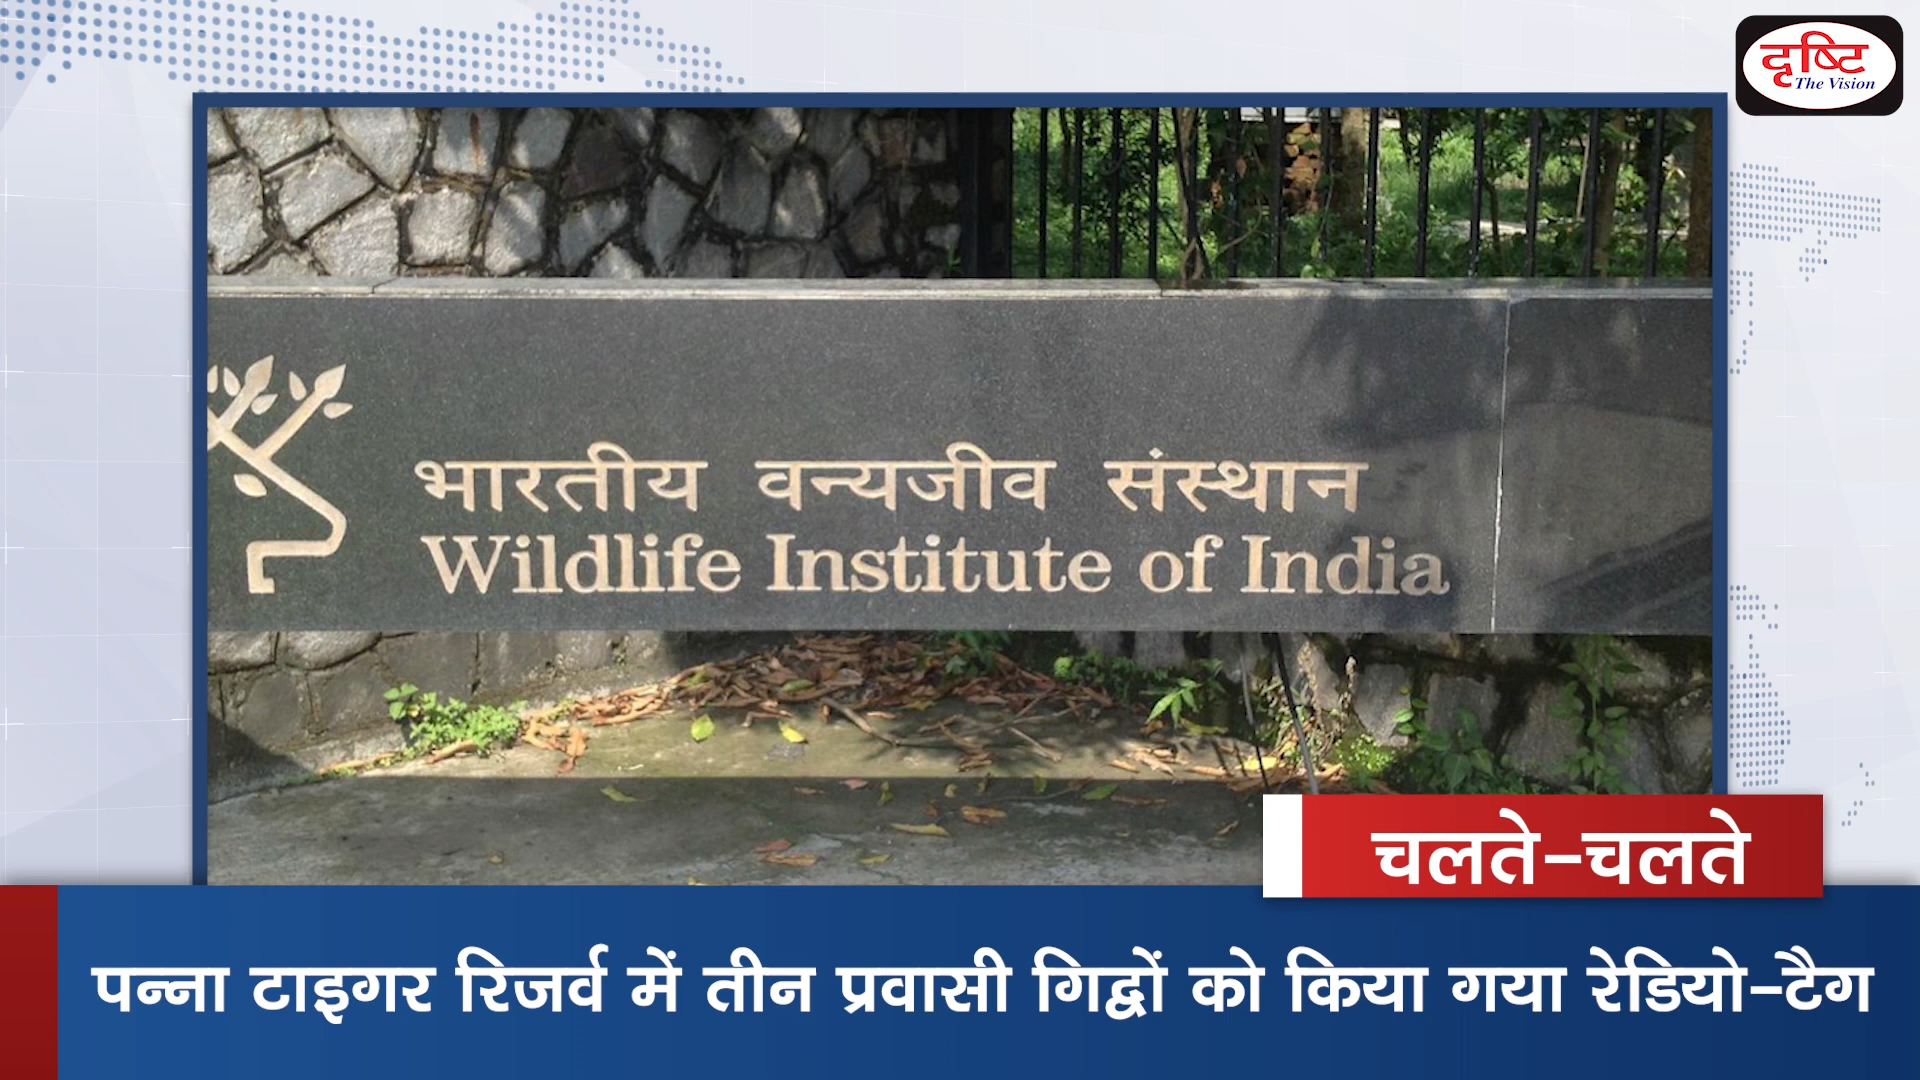 दृष्टि
The Vision
भारतीय वन्यजीव संस्थान
Wildlife Institute of India
चलते-चलते
पन्ना टाइगर रिजर्व में तीन प्रवासी गिद्धों को किया गया रेडियो-टैग